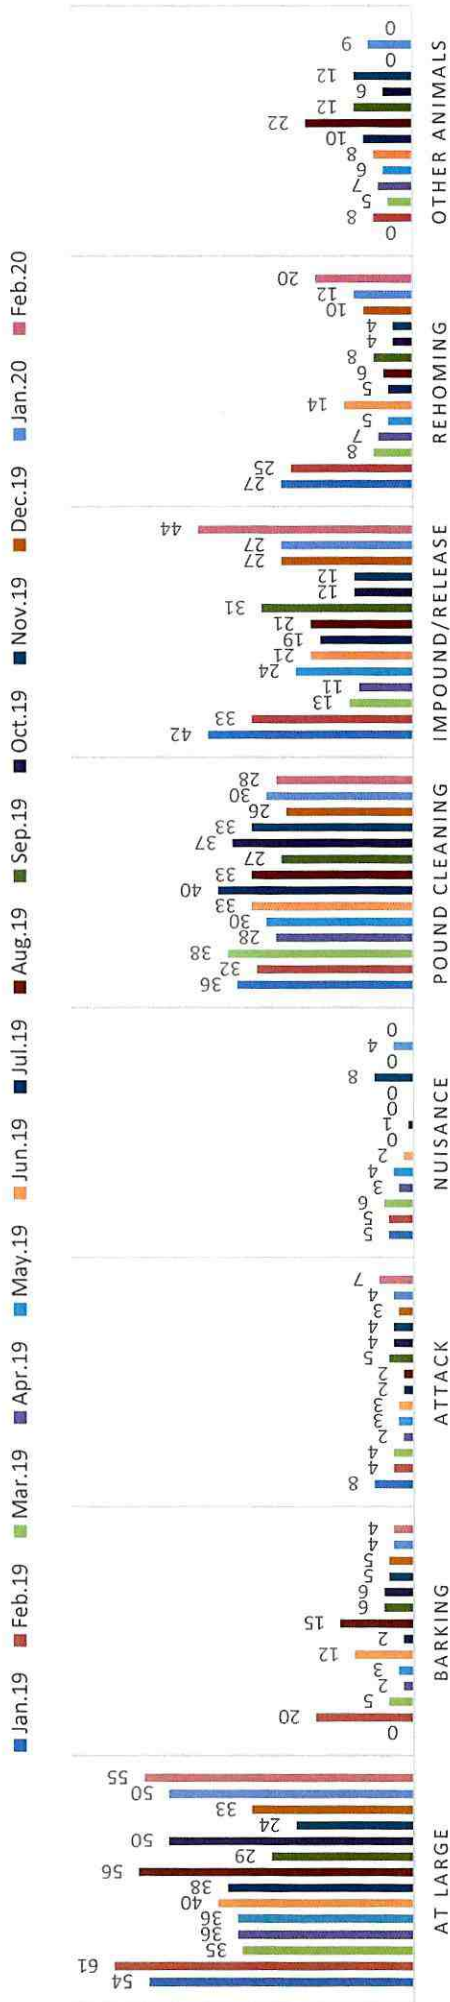 Jan.19 Feb.19 Mar.19 Apr.19 May.19 Jun.19 Jul.19 Aug.19 Sep.19 Oct.19 Nov.19 Dec.19 Jan.20 Feb.20
54 61 35 36 36 40 38 56 29 50 24 33 50 55
0 20 5 2 3 12 2 15 6 6 5 5 4 4
8 4 4 2 3 3 2 2 5 4 4 3 4 7
5 5 6 3 4 2 0 1 0 0 8 0 4 0
36 32 38 28 30 33 40 33 27 37 33 26 30 28
42 33 13 11 24 21 19 21 31 12 12 27 27 44
27 25 8 7 5 14 5 6 8 4 4 10 12 20
0 8 5 7 6 8 10 22 12 6 12 0 9 0
AT LARGE BARKING ATTACK NUISANCE POUND CLEANING IMPOUND/RELEASE REHOMING OTHER ANIMALS